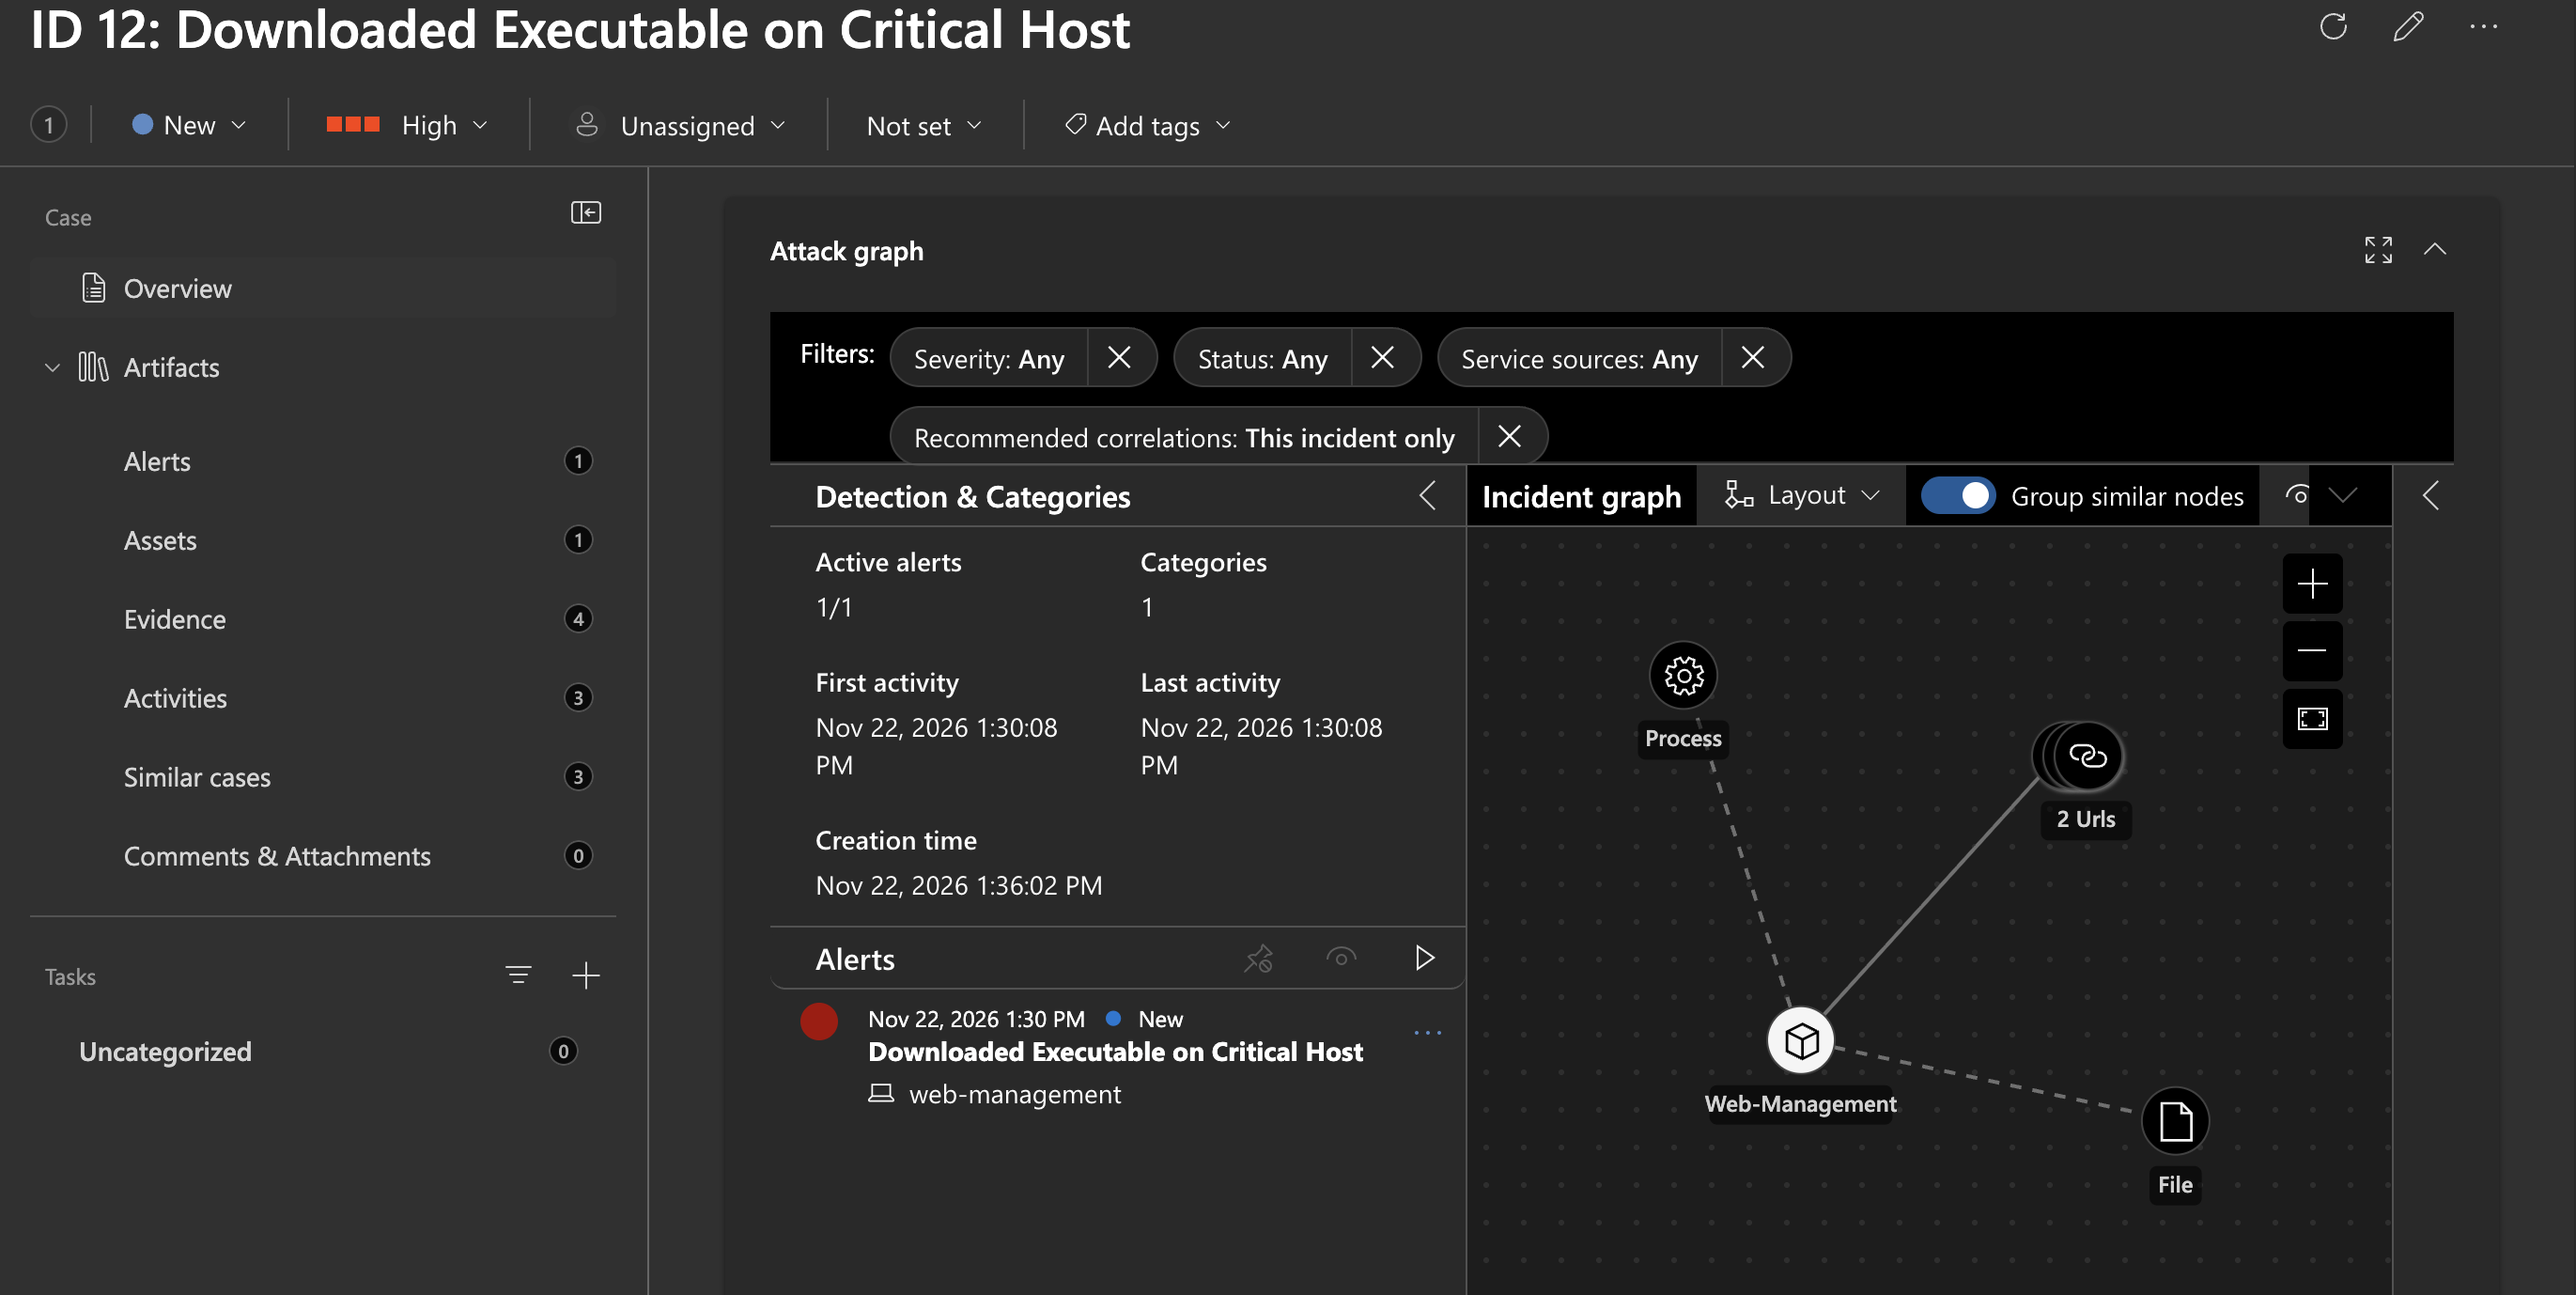 ID 12: Downloaded Executable on Critical Host
1
New
High
Unassigned
Not set
Add tags
Case
Overview
Artifacts
Alerts 1
Assets 1
Evidence 4
Activities 3
Similar cases 3
Comments & Attachments 0
Tasks
Uncategorized 0
Attack graph
Filters: Severity: Any Status: Any Service sources: Any
Recommended correlations: This incident only
Detection & Categories
Active alerts Categories
1/1 1
First activity Last activity
Nov 22, 2026 1:30:08 Nov 22, 2026 1:30:08
PM PM
Creation time
Nov 22, 2026 1:36:02 PM
Alerts
Nov 22, 2026 1:30 PM New
Downloaded Executable on Critical Host
web-management
Incident graph Layout Group similar nodes
Process
2 Urls
Web-Management
File